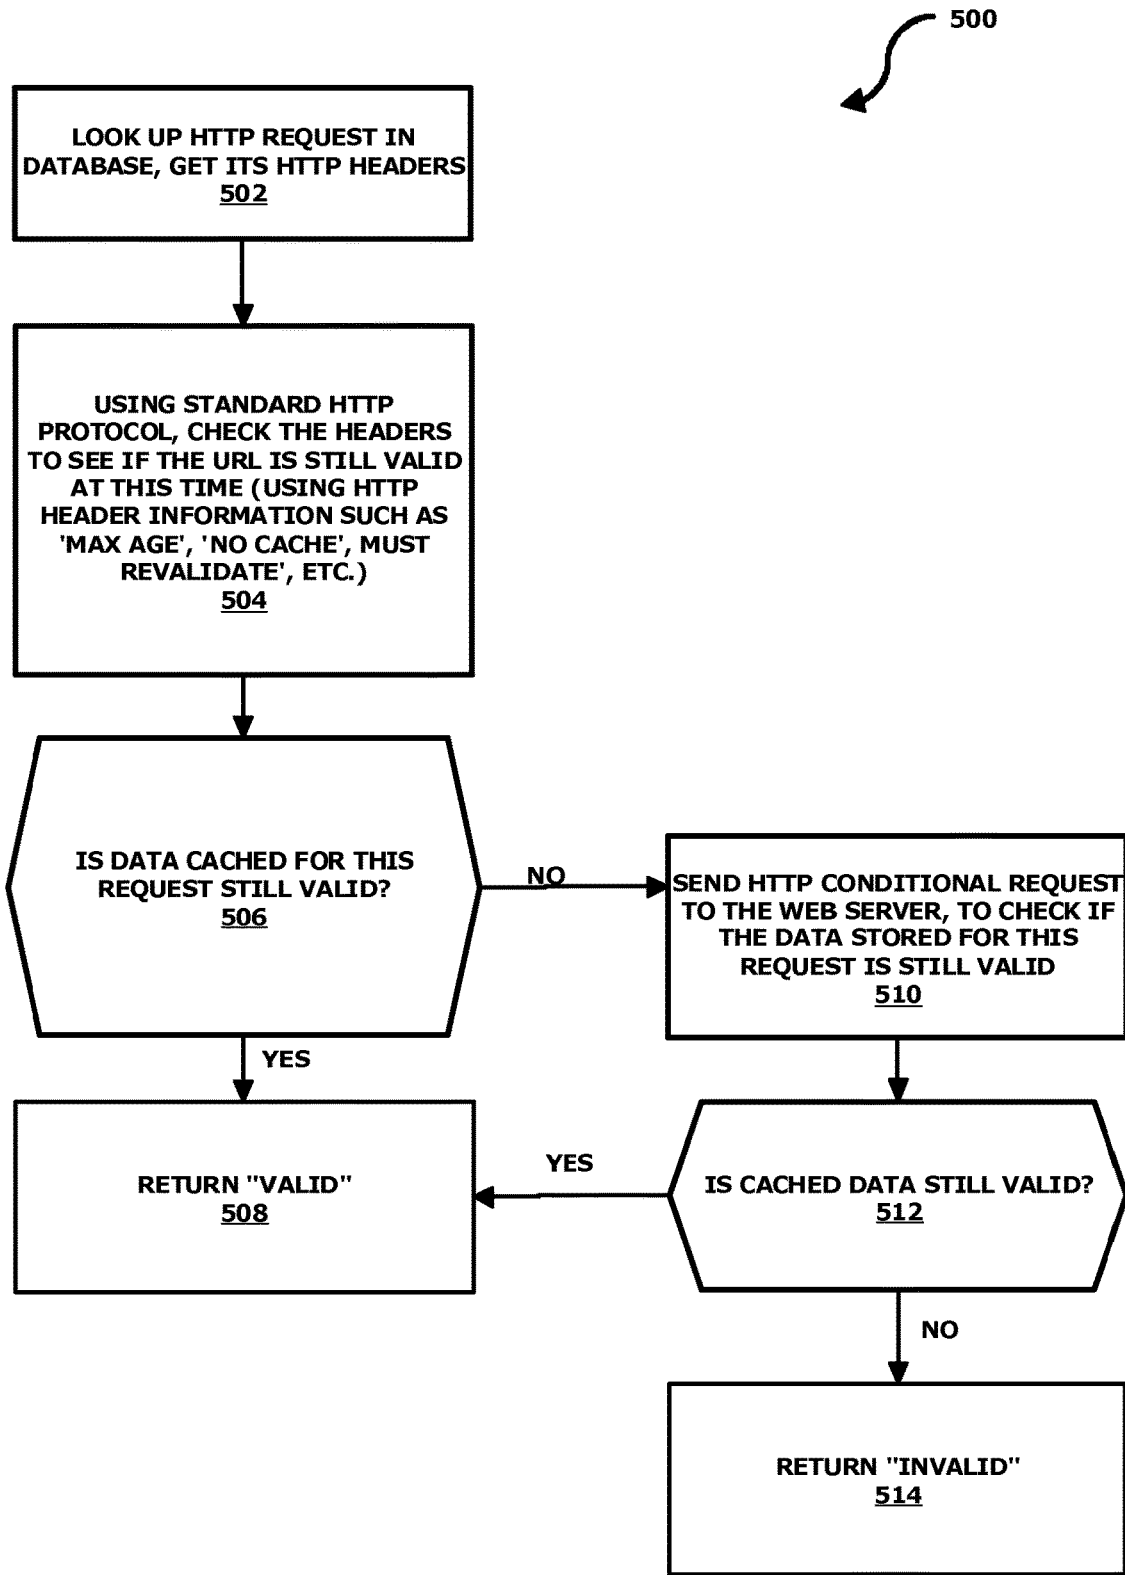 500
LOOK UP HTTP REQUEST IN
DATABASE, GET ITS HTTP HEADERS
502
USING STANDARD HTTP
PROTOCOL, CHECK THE HEADERS
TO SEE IF THE URL IS STILL VALID
AT THIS TIME (USING HTTP
HEADER INFORMATION SUCH AS
'MAX AGE', 'NO CACHE', MUST
REVALIDATE', ETC.)
504
IS DATA CACHED FOR THIS
REQUEST STILL VALID?
506
NO
SEND HTTP CONDITIONAL REQUEST
TO THE WEB SERVER, TO CHECK IF
THE DATA STORED FOR THIS
REQUEST IS STILL VALID
510
YES
RETURN "VALID"
508
YES
IS CACHED DATA STILL VALID?
512
NO
RETURN "INVALID"
514